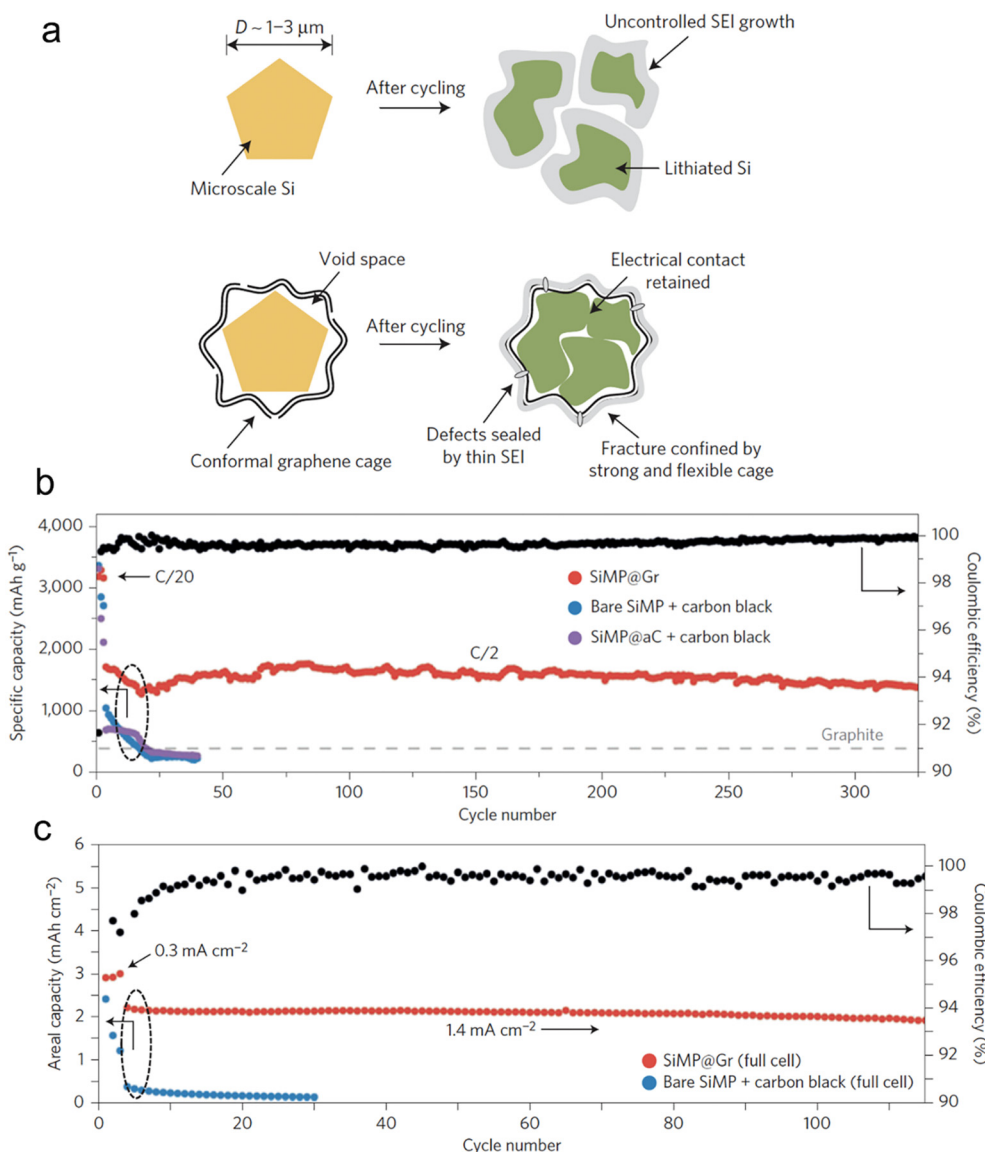 a
D ~ 1–3 μm
Microscale Si
After cycling
Uncontrolled SEI growth
Lithiated Si
Void space
Conformal graphene cage
After cycling
Electrical contact
retained
Defects sealed
by thin SEI
Fracture confined by
strong and flexible cage
b
Specific capacity (mAh g⁻¹)
4,000
3,000
2,000
1,000
0
C/20
SiMP@Gr
Bare SiMP + carbon black
SiMP@aC + carbon black
C/2
Graphite
100
98
96
94
92
90
Coulombic efficiency (%)
0
50
100
150
200
250
300
Cycle number
c
Areal capacity (mAh cm⁻²)
6
5
4
3
2
1
0
0.3 mA cm⁻²
1.4 mA cm⁻²
SiMP@Gr (full cell)
Bare SiMP + carbon black (full cell)
100
98
96
94
92
90
Coulombic efficiency (%)
0
20
40
60
80
100
Cycle number